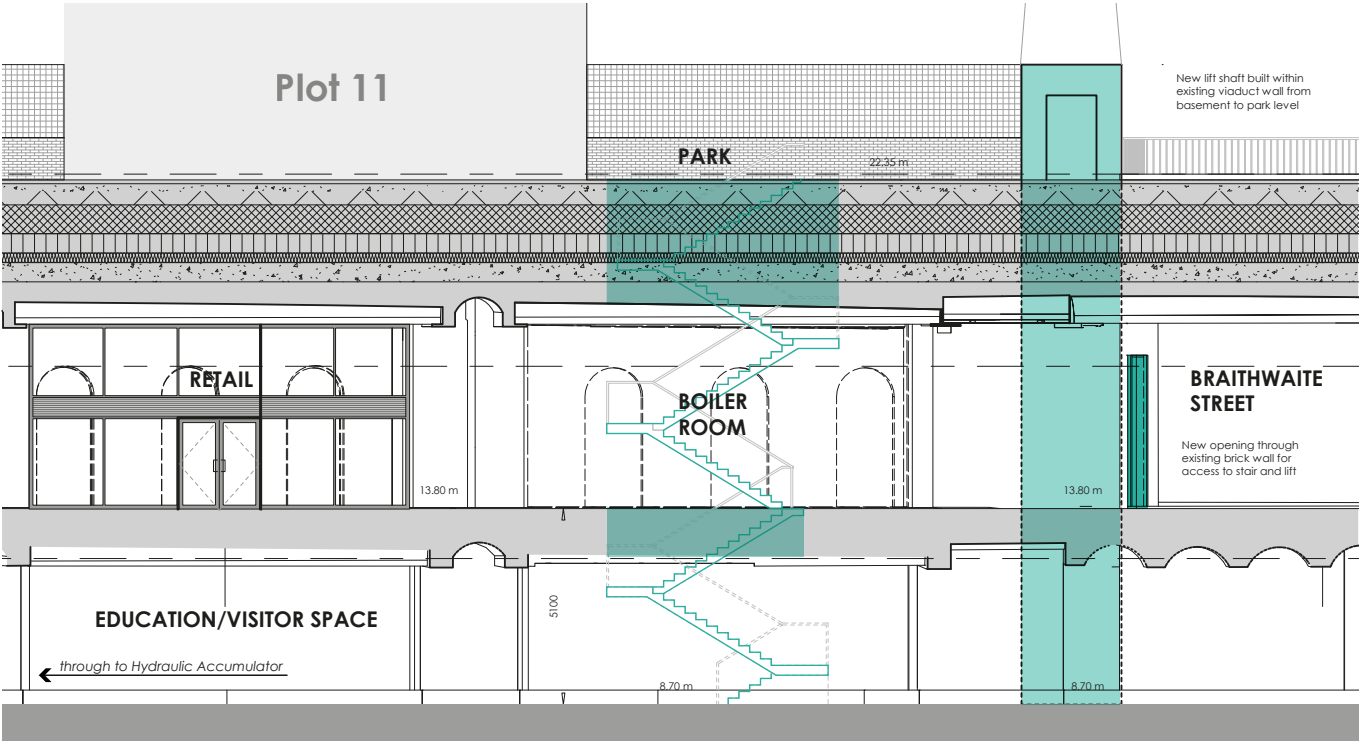 Plot 11
New lift shaft built within
existing viaduct wall from
basement to park level
PARK
22.35 m
RETAIL
BOILER
ROOM
BRAITHWAITE
STREET
New opening through
existing brick wall for
access to stair and lift
13.80 m
13.80 m
5100
EDUCATION/VISITOR SPACE
through to Hydraulic Accumulator
8.70 m
8.70 m